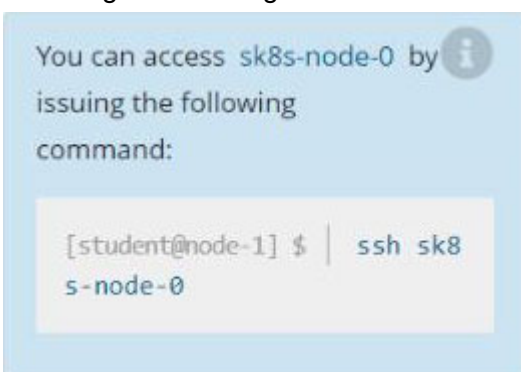 You can access sk8s-node-0 by
issuing the following
command:
[student@node-1] $ | ssh sk8
s-node-0